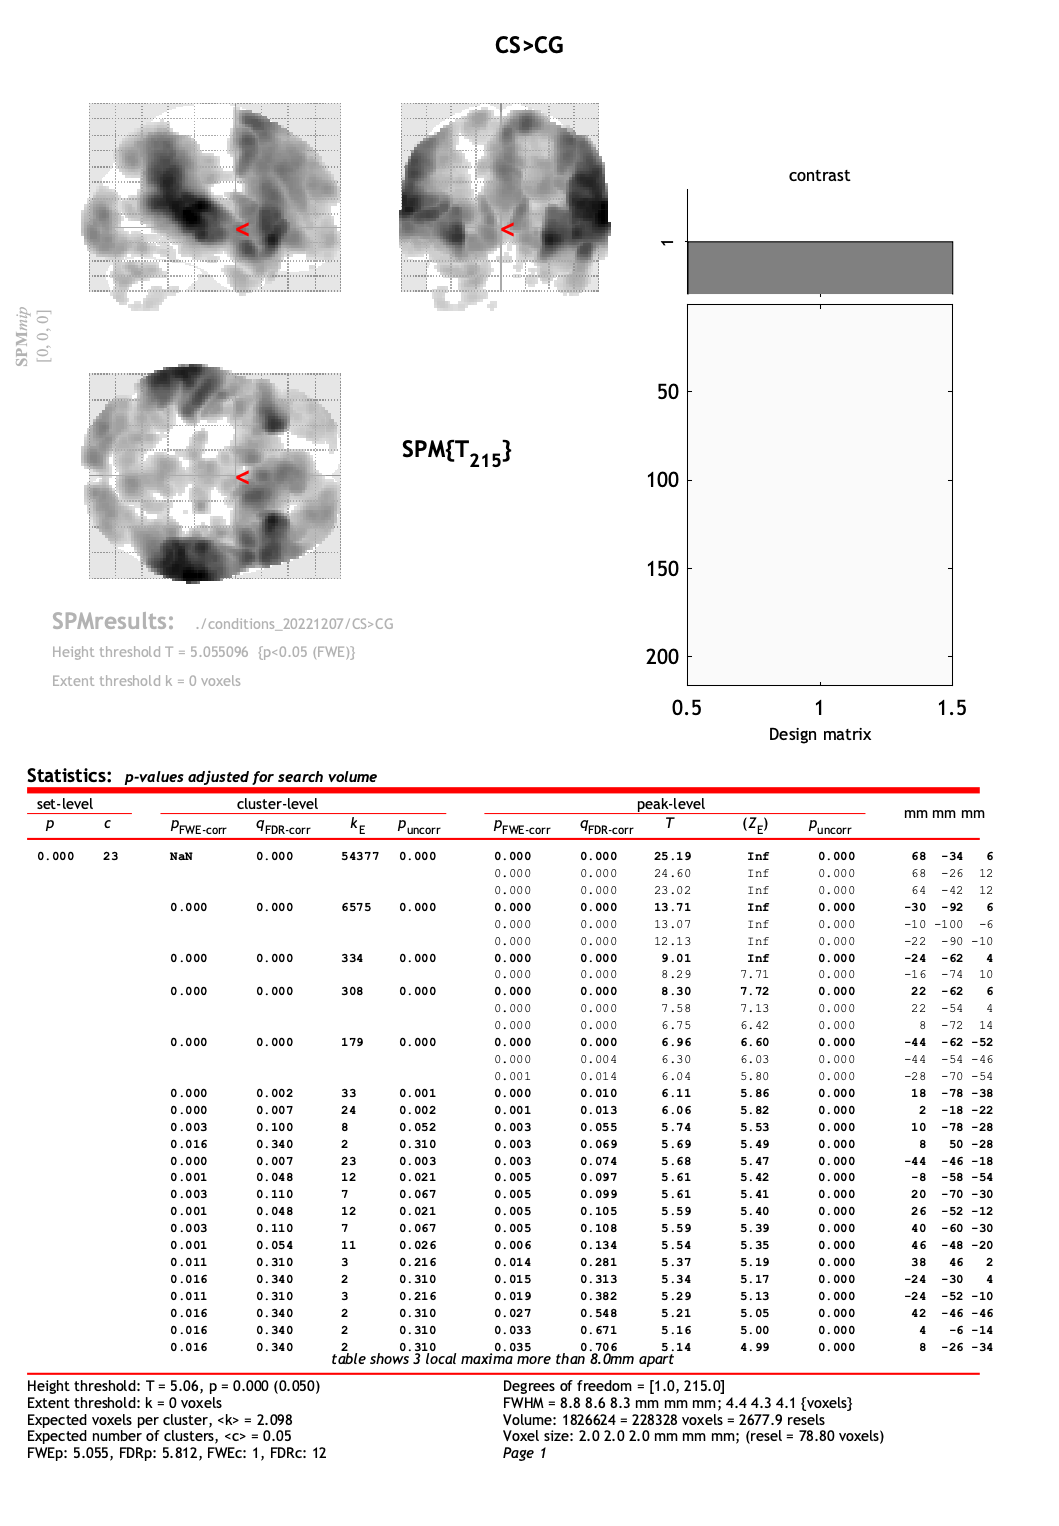 CS>CG
contrast
1
<
<
SPMmip
[0, 0, 0]
<
SPM{T215}
50
100
150
200
0.5 1 1.5
Design matrix
SPMresults: ./conditions_20221207/CS>CG
Height threshold T = 5.055096 {p<0.05 (FWE)}
Extent threshold k = 0 voxels
Statistics: p-values adjusted for search volume
set-level cluster-level peak-level mm mm mm
p c pFWE-corr qFDR-corr kE puncorr pFWE-corr qFDR-corr T (ZE) puncorr
0.000 23 NaN 0.000 54377 0.000 0.000 0.000 25.19 Inf 0.000 68 -34 6
0.000 0.000 24.60 Inf 0.000 68 -26 12
0.000 0.000 23.02 Inf 0.000 64 -42 12
0.000 0.000 6575 0.000 0.000 0.000 13.71 Inf 0.000 -30 -92 6
0.000 0.000 13.07 Inf 0.000 -10 -100 -6
0.000 0.000 12.13 Inf 0.000 -22 -90 -10
0.000 0.000 334 0.000 0.000 0.000 9.01 Inf 0.000 -24 -62 4
0.000 0.000 8.29 7.71 0.000 -16 -74 10
0.000 0.000 308 0.000 0.000 0.000 8.30 7.72 0.000 22 -62 6
0.000 0.000 7.58 7.13 0.000 22 -54 4
0.000 0.000 6.75 6.42 0.000 8 -72 14
0.000 0.000 179 0.000 0.000 0.000 6.96 6.60 0.000 -44 -62 -52
0.000 0.004 6.30 6.03 0.000 -44 -54 -46
0.001 0.014 6.04 5.80 0.000 -28 -70 -54
0.000 0.002 33 0.001 0.000 0.010 6.11 5.86 0.000 18 -78 -38
0.000 0.007 24 0.002 0.001 0.013 6.06 5.82 0.000 2 -18 -22
0.003 0.100 8 0.052 0.003 0.055 5.74 5.53 0.000 10 -78 -28
0.016 0.340 2 0.310 0.003 0.069 5.69 5.49 0.000 8 50 -28
0.000 0.007 23 0.003 0.003 0.074 5.68 5.47 0.000 -44 -46 -18
0.001 0.048 12 0.021 0.005 0.097 5.61 5.42 0.000 -8 -58 -54
0.003 0.110 7 0.067 0.005 0.099 5.61 5.41 0.000 20 -70 -30
0.001 0.048 12 0.021 0.005 0.105 5.59 5.40 0.000 26 -52 -12
0.003 0.110 7 0.067 0.005 0.108 5.59 5.39 0.000 40 -60 -30
0.001 0.054 11 0.026 0.006 0.134 5.54 5.35 0.000 46 -48 -20
0.011 0.310 3 0.216 0.014 0.281 5.37 5.19 0.000 38 46 2
0.016 0.340 2 0.310 0.015 0.313 5.34 5.17 0.000 -24 -30 4
0.011 0.310 3 0.216 0.019 0.382 5.29 5.13 0.000 -24 -52 -10
0.016 0.340 2 0.310 0.027 0.548 5.21 5.05 0.000 42 -46 -46
0.016 0.340 2 0.310 0.033 0.671 5.16 5.00 0.000 4 -6 -14
0.016 0.340 2 0.310 0.035 0.706 5.14 4.99 0.000 8 -26 -34
table shows 3 local maxima more than 8.0mm apart
Height threshold: T = 5.06, p = 0.000 (0.050)
Extent threshold: k = 0 voxels
Expected voxels per cluster, <k> = 2.098
Expected number of clusters, <c> = 0.05
FWEp: 5.055, FDRp: 5.812, FWEc: 1, FDRc: 12
Degrees of freedom = [1.0, 215.0]
FWHM = 8.8 8.6 8.3 mm mm mm; 4.4 4.3 4.1 {voxels}
Volume: 1826624 = 228328 voxels = 2677.9 resels
Voxel size: 2.0 2.0 2.0 mm mm mm; (resel = 78.80 voxels)
Page 1